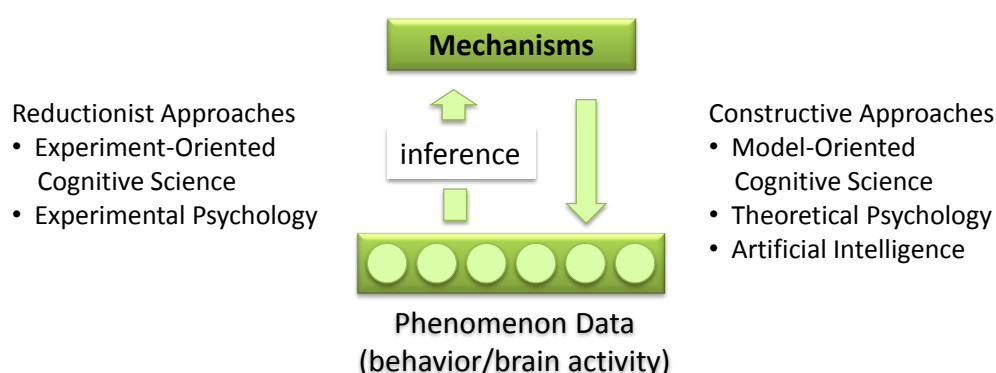 Mechanisms
Reductionist Approaches
• Experiment-Oriented
Cognitive Science
• Experimental Psychology
inference
Constructive Approaches
• Model-Oriented
Cognitive Science
• Theoretical Psychology
• Artificial Intelligence
Phenomenon Data
(behavior/brain activity)